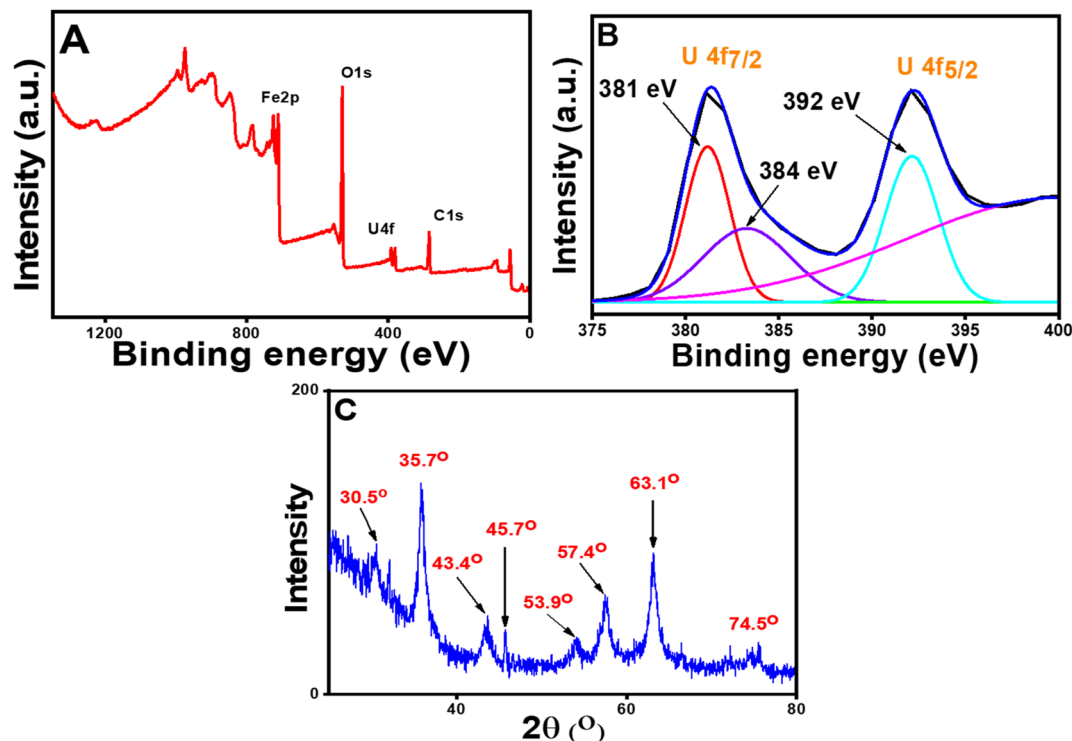 A
Intensity (a.u.)
Fe2p
O1s
U4f
C1s
1200
800
400
0
Binding energy (eV)
B
Intensity (a.u.)
U 4f7/2
U 4f5/2
381 eV
392 eV
384 eV
375
380
385
390
395
400
Binding energy (eV)
C
Intensity
200
0
30.5o
35.7O
43.4O
45.7O
53.9O
57.4O
63.1O
74.5O
40
60
80
2θ (O)